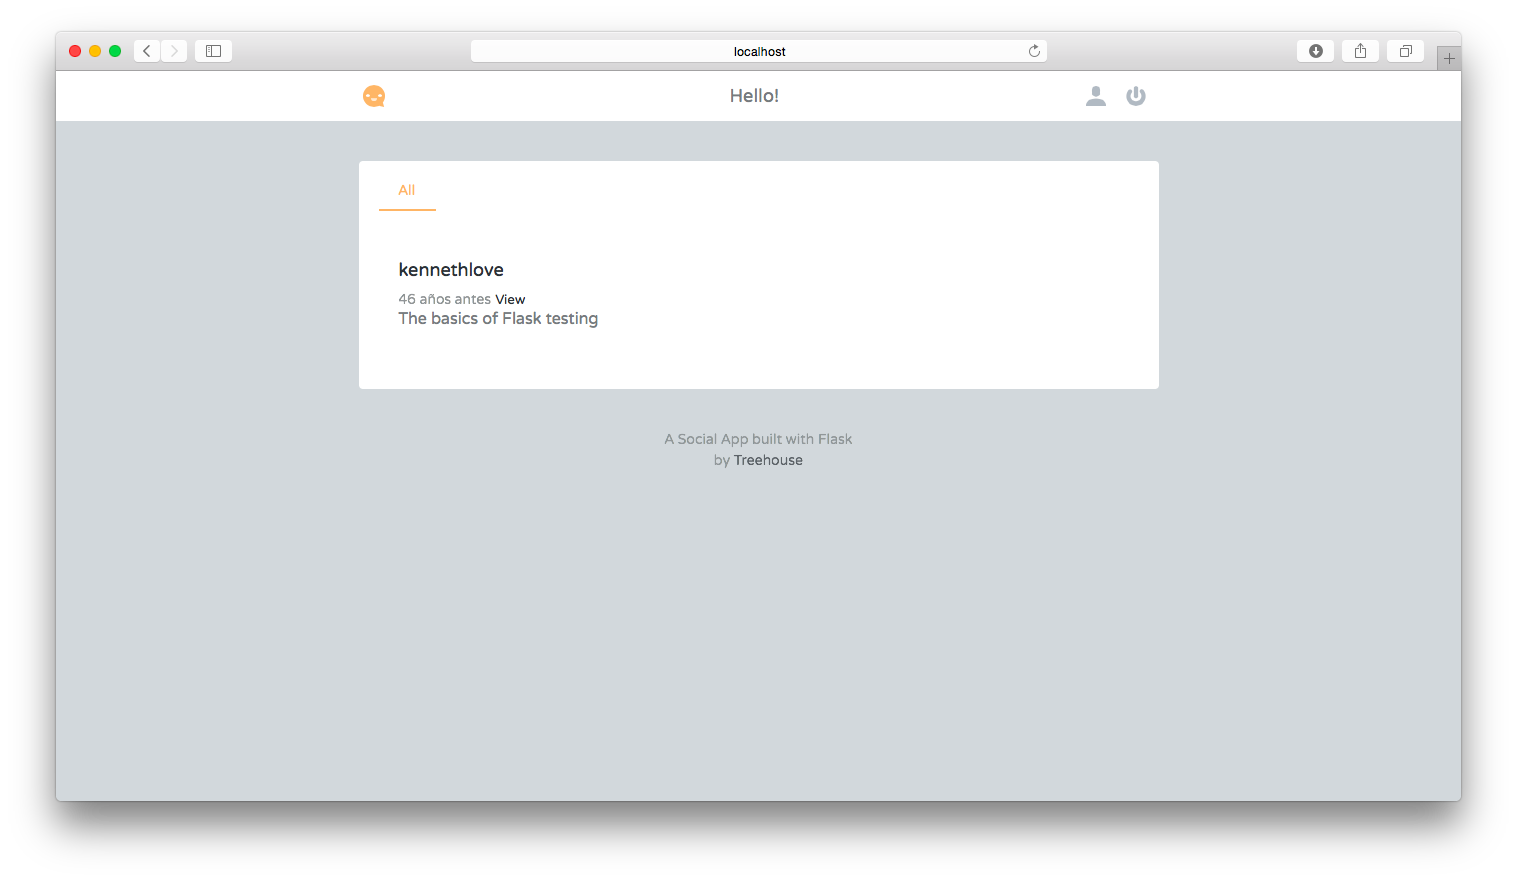 localhost
Hello!
All
kennethlove
46 años antes View
The basics of Flask testing
A Social App built with Flask
by Treehouse